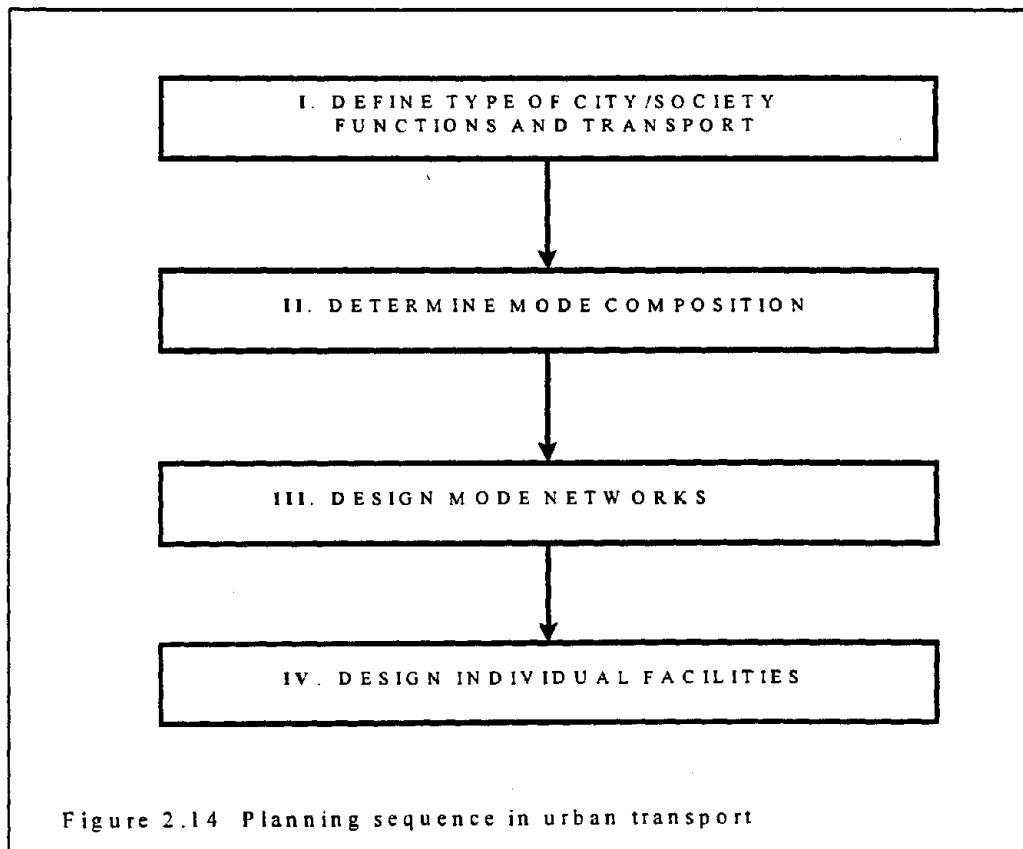 I. DEFINE TYPE OF CITY/SOCIETY
FUNCTIONS AND TRANSPORT
II. DETERMINE MODE COMPOSITION
III. DESIGN MODE NETWORKS
IV. DESIGN INDIVIDUAL FACILITIES
Figure 2.14 Planning sequence in urban transport